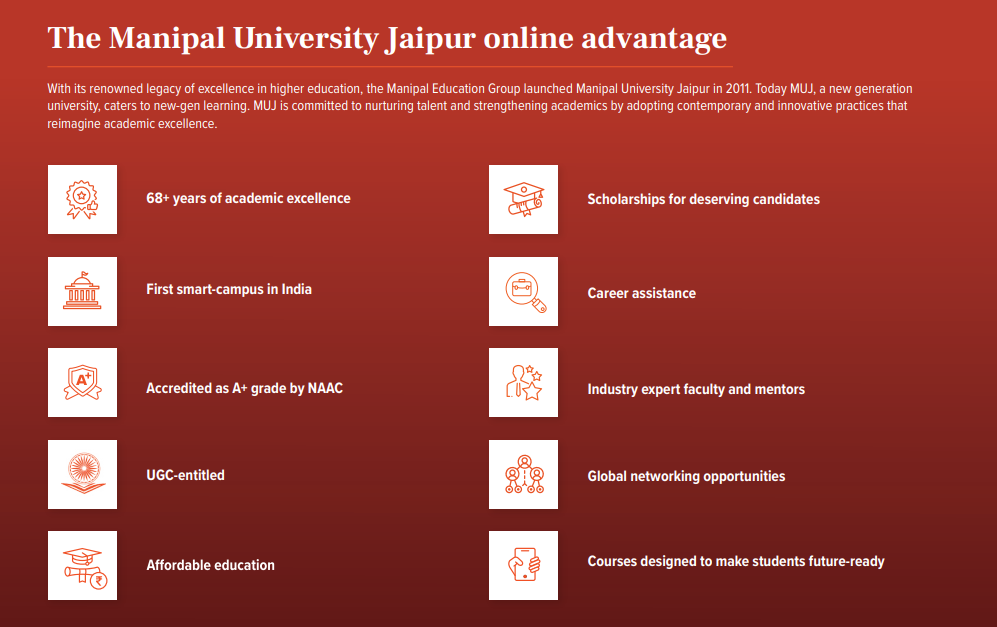 The Manipal University Jaipur online advantage
With its renowned legacy of excellence in higher education, the Manipal Education Group launched Manipal University Jaipur in 2011. Today MUJ, a new generation
university, caters to new-gen learning. MUJ is committed to nurturing talent and strengthening academics by adopting contemporary and innovative practices that
reimagine academic excellence.
68+ years of academic excellence
First smart-campus in India
A+
Accredited as A+ grade by NAAC
UGC-entitled
₹
Affordable education
Scholarships for deserving candidates
Career assistance
Industry expert faculty and mentors
Global networking opportunities
Courses designed to make students future-ready